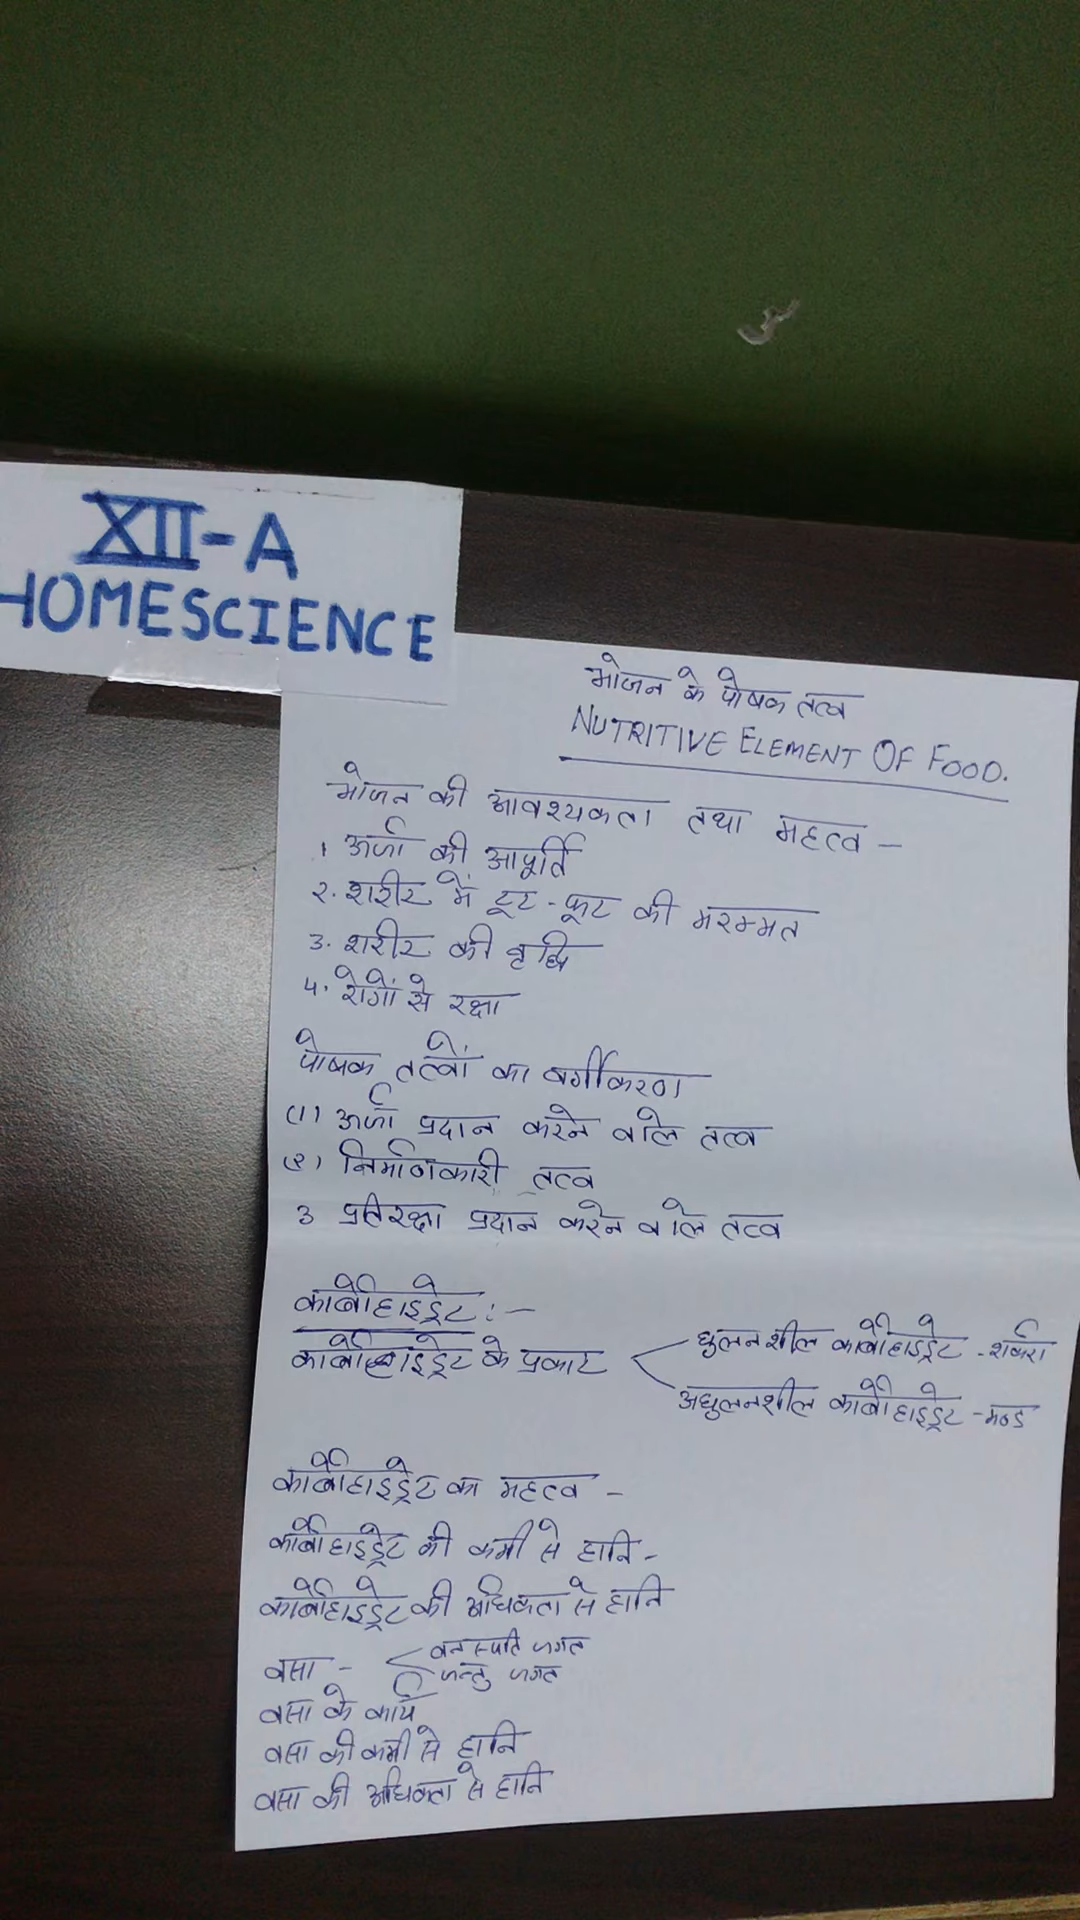 XII-A
HOMESCIENCE
भोजन के पोषक तत्व
NUTRITIVE ELEMENT OF FOOD.
भोजन की आवश्यकता तथा महत्व -
1 ऊर्जा की आपूर्ति
२. शरीर में टूट-फूट की मरम्मत
3. शरीर की वृद्धि
4. रोगों से रक्षा
पोषक तत्वों का वर्गीकरण
(1) ऊर्जा प्रदान करने वाले तत्व
(२) निर्माणकारी तत्व
3 प्रतिरक्षा प्रदान करने वाले तत्व
कार्बोहाइड्रेट :-
कार्बोहाइड्रेट के प्रकार
घुलनशील कार्बोहाइड्रेट - शर्करा
अघुलनशील कार्बोहाइड्रेट - मण्ड
कार्बोहाइड्रेट का महत्व -
कार्बोहाइड्रेट की कमी से हानि -
कार्बोहाइड्रेट की अधिकता से हानि
वसा -
वनस्पति जगत
जन्तु जगत
वसा के कार्य
वसा की कमी से हानि
वसा की अधिकता से हानि